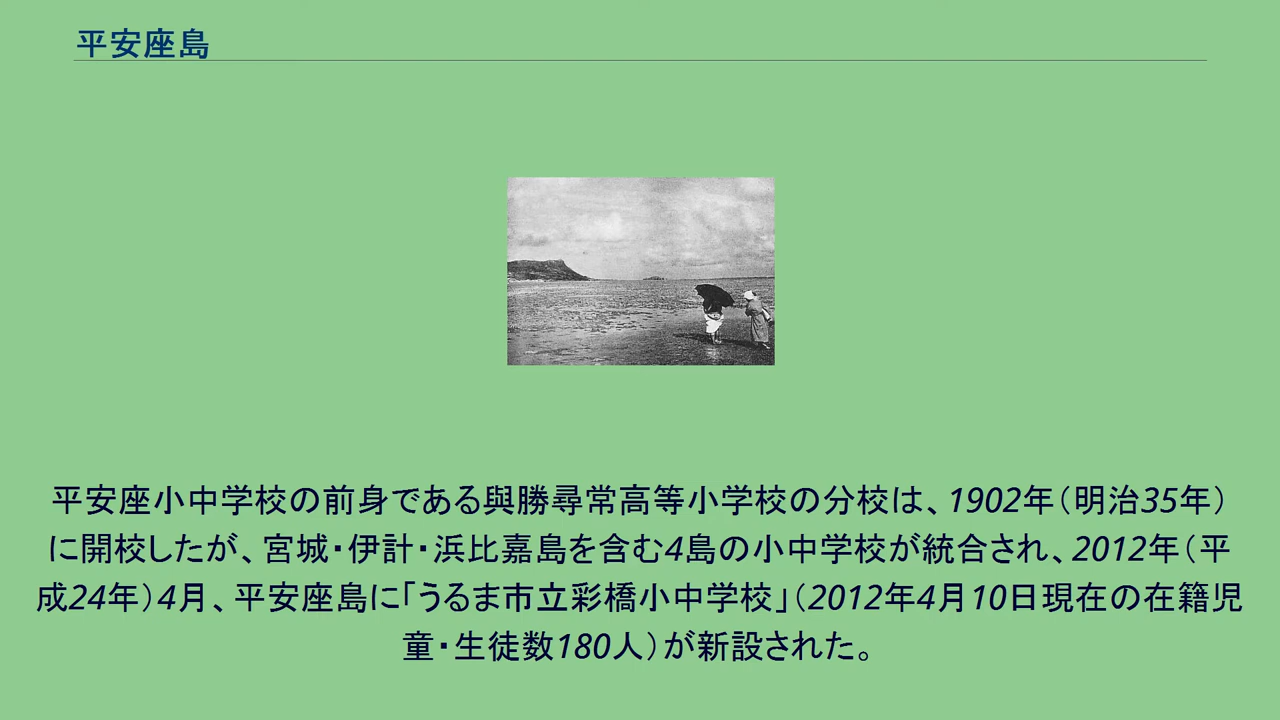 平安座島
平安座小中学校の前身である與勝尋常高等小学校の分校は、1902年（明治35年）
に開校したが、宮城・伊計・浜比嘉島を含む4島の小中学校が統合され、2012年（平
成24年）4月、平安座島に「うるま市立彩橋小中学校」（2012年4月10日現在の在籍児
童・生徒数180人）が新設された。